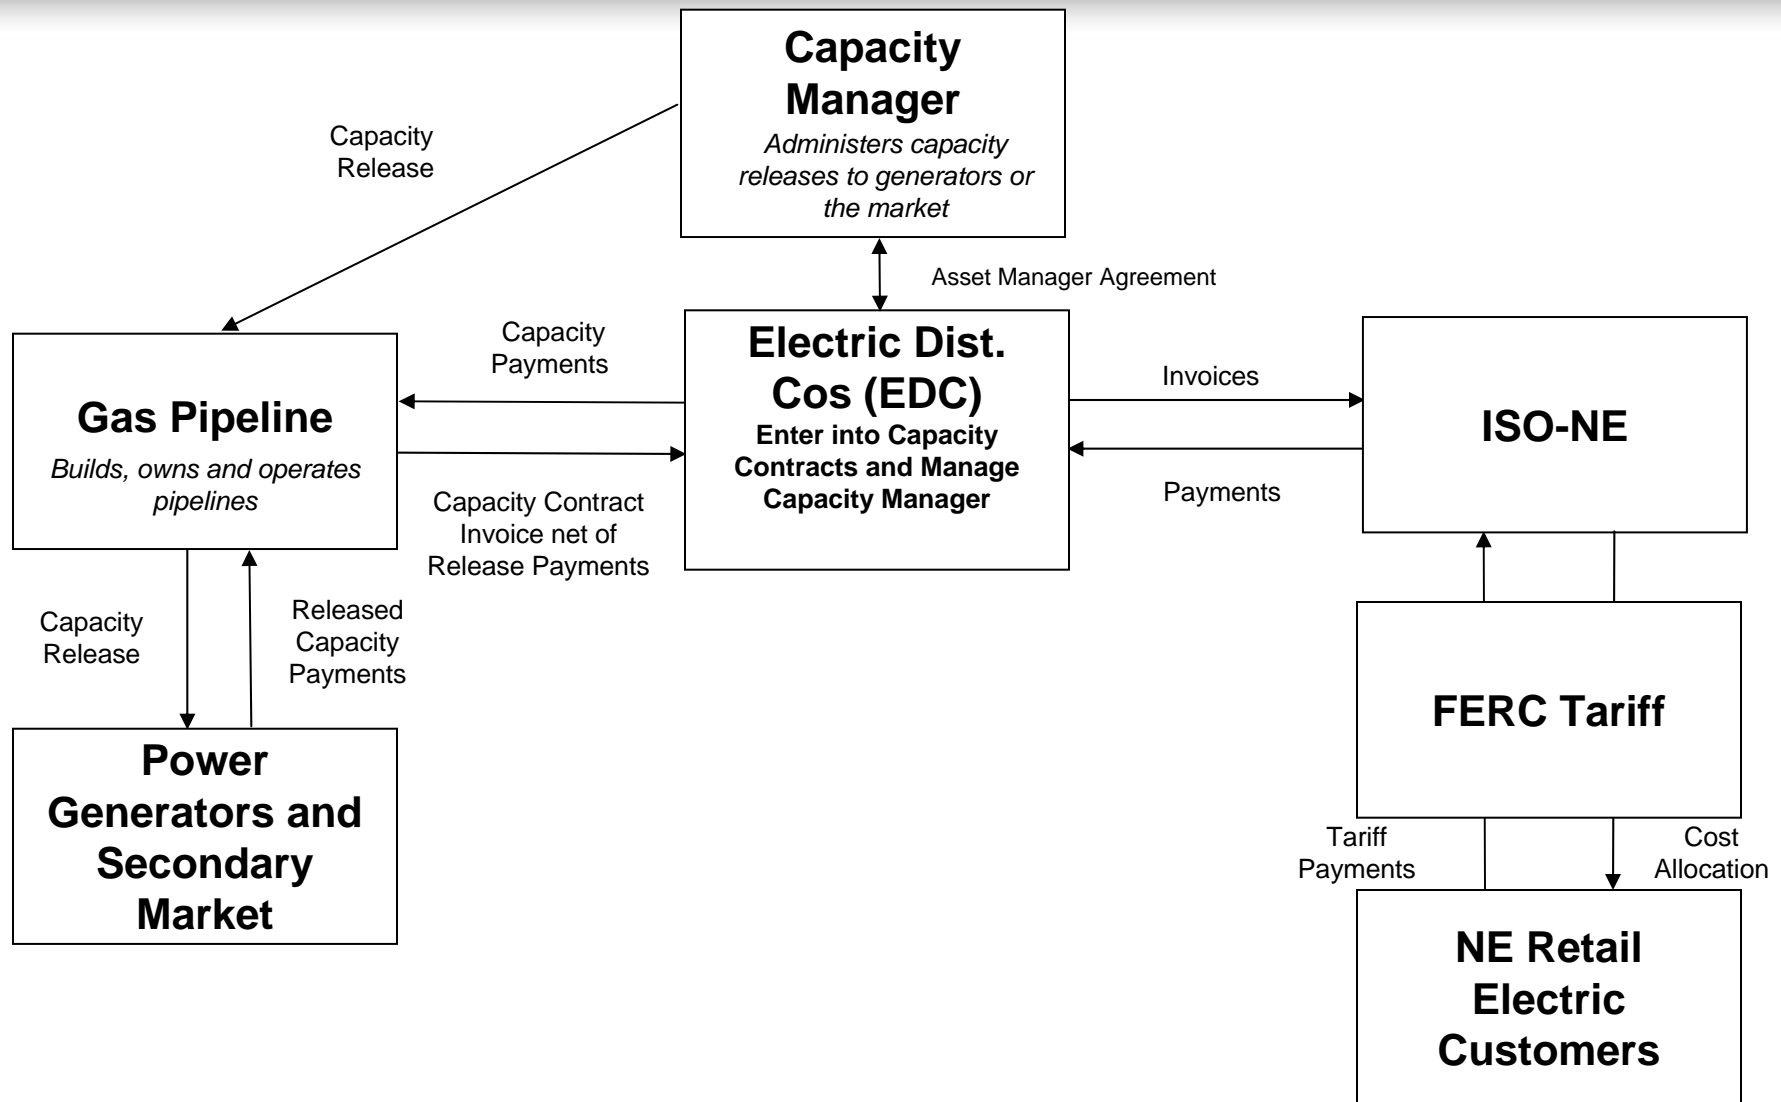 Capacity
Manager
Administers capacity
releases to generators or
the market
Capacity
Release
Asset Manager Agreement
Gas Pipeline
Builds, owns and operates
pipelines
Capacity
Payments
Capacity Contract
Invoice net of
Release Payments
Electric Dist.
Cos (EDC)
Enter into Capacity
Contracts and Manage
Capacity Manager
Invoices
Payments
ISO-NE
Capacity
Release
Released
Capacity
Payments
Power
Generators and
Secondary
Market
FERC Tariff
Tariff
Payments
Cost
Allocation
NE Retail
Electric
Customers